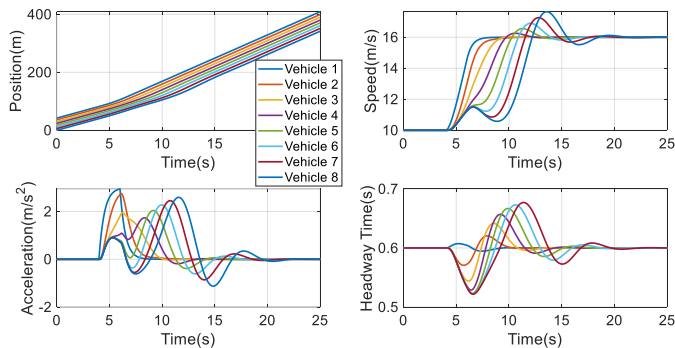 400
200
0
Position(m)
0 5 10 15 20 25
Time(s)
16
14
12
10
Speed(m/s)
0 5 10 15 20 25
Time(s)
Vehicle 1
Vehicle 2
Vehicle 3
Vehicle 4
Vehicle 5
Vehicle 6
Vehicle 7
Vehicle 8
2
0
-2
Acceleration(m/s²)
0 5 10 15 20 25
Time(s)
0.7
0.6
0.5
Headway Time(s)
0 5 10 15 20 25
Time(s)